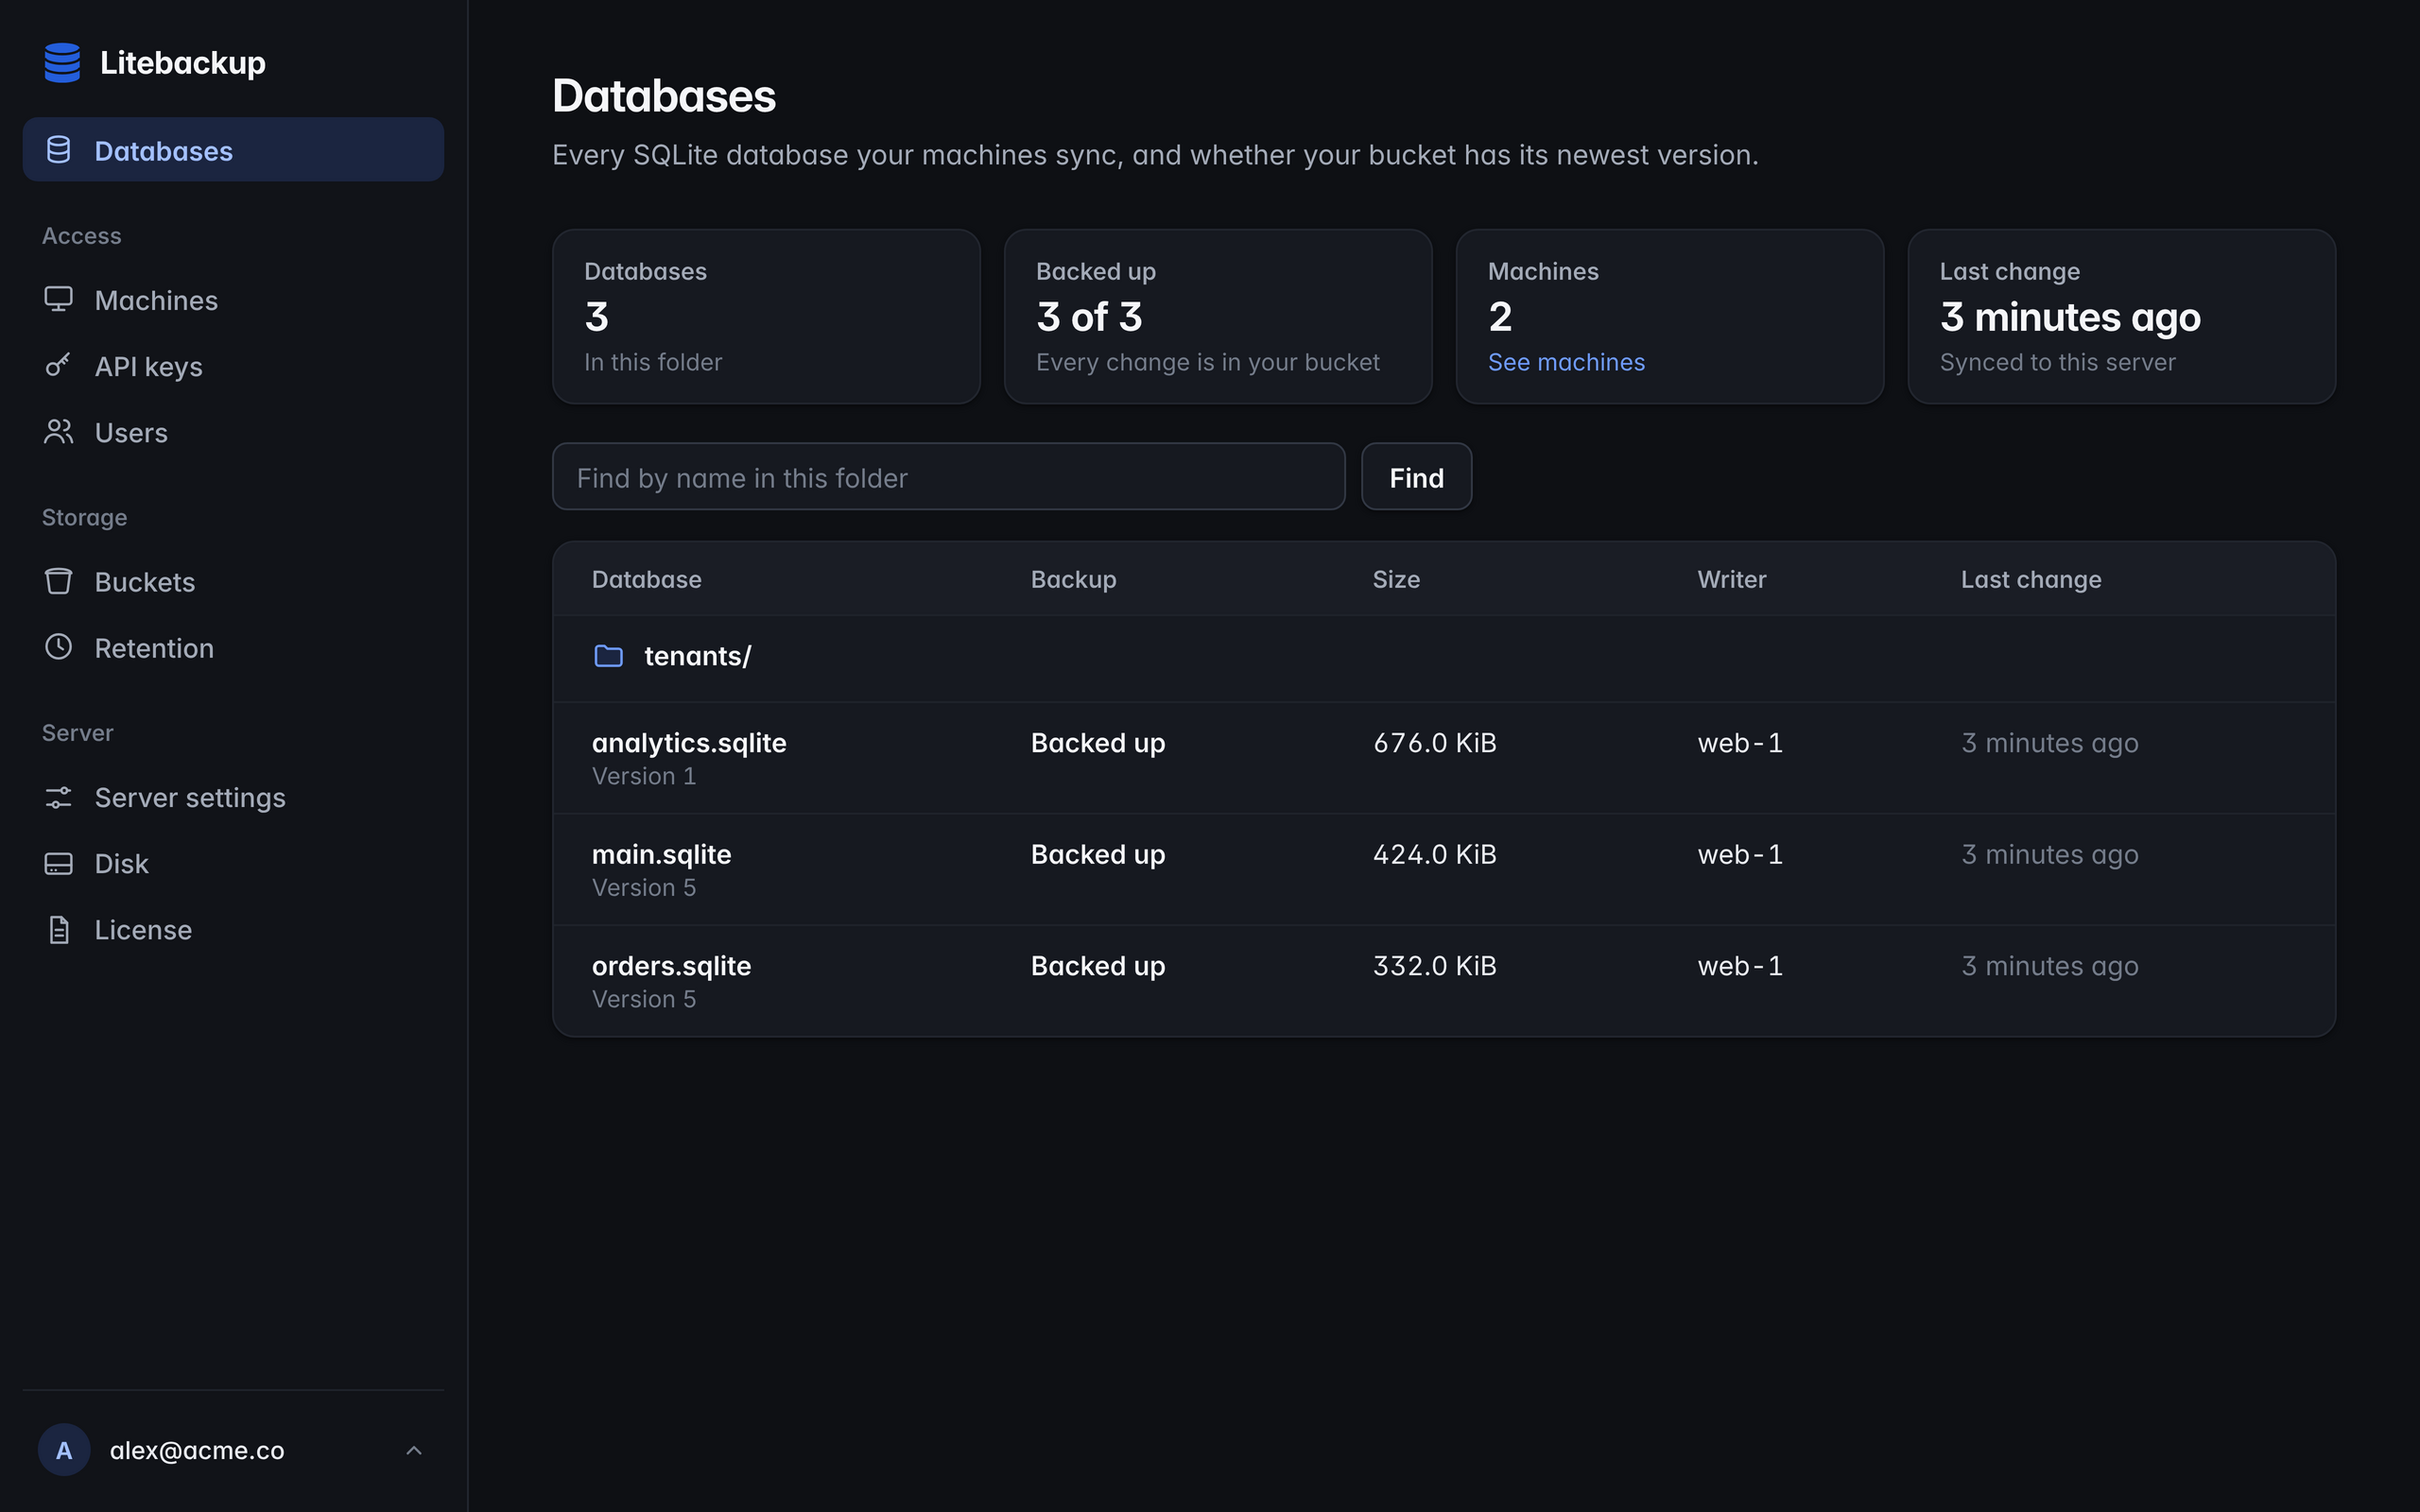 Litebackup
Databases
Access
Machines
API keys
Users
Storage
Buckets
Retention
Server
Server settings
Disk
License
A alex@acme.co
Databases
Every SQLite database your machines sync, and whether your bucket has its newest version.
Databases
3
In this folder
Backed up
3 of 3
Every change is in your bucket
Machines
2
See machines
Last change
3 minutes ago
Synced to this server
Find by name in this folder Find
Database Backup Size Writer Last change
tenants/
analytics.sqlite Backed up 676.0 KiB web-1 3 minutes ago
Version 1
main.sqlite Backed up 424.0 KiB web-1 3 minutes ago
Version 5
orders.sqlite Backed up 332.0 KiB web-1 3 minutes ago
Version 5